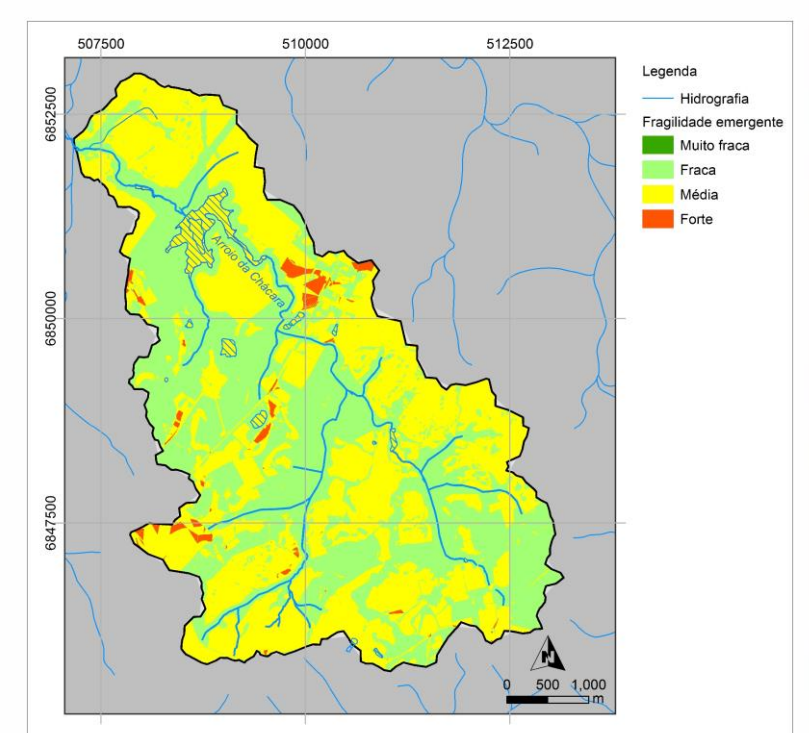 507500 510000 512500
6852500
6850000
6847500
Arroio da Chácara
N
0 500 1,000
m
Legenda
Hidrografia
Fragilidade emergente
Muito fraca
Fraca
Média
Forte